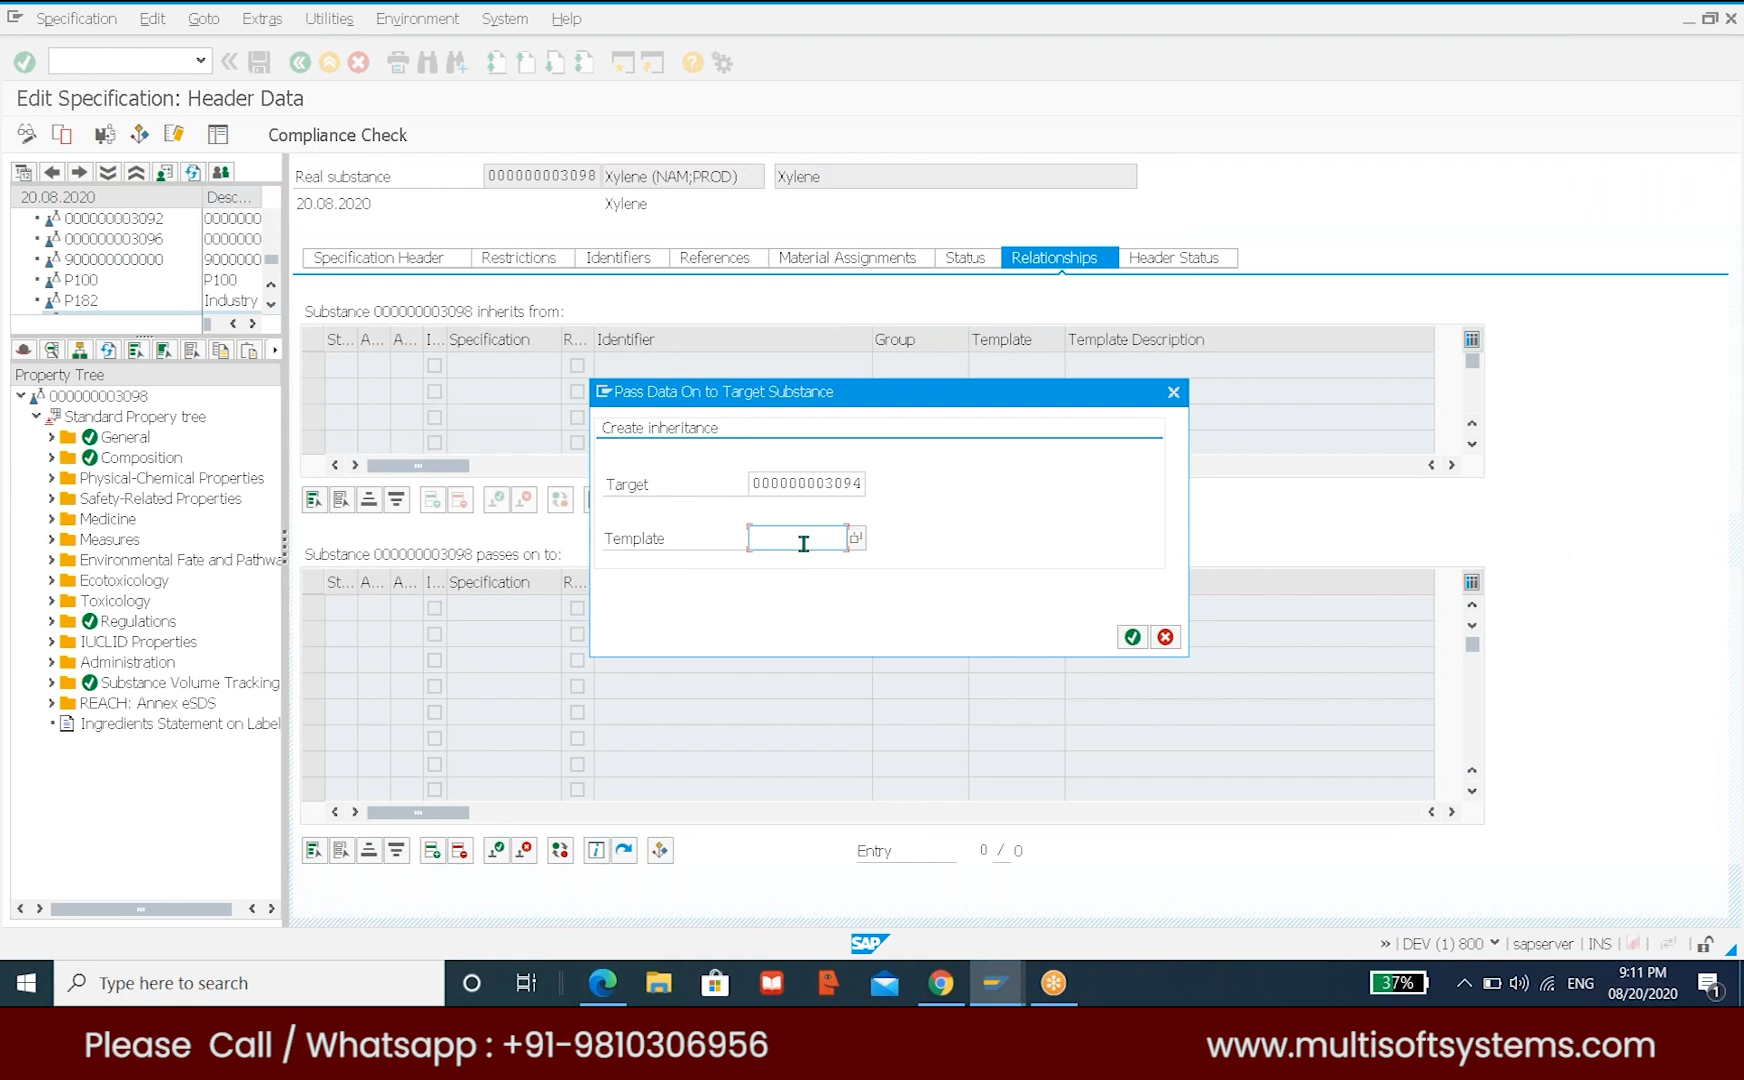 Specification Edit Goto Extras Utilities Environment System Help
Edit Specification: Header Data
Compliance Check
20.08.2020 Desc...
000000003092 0000000
000000003096 0000000
900000000000 9000000
P100 P100
P182 Industry
Property Tree
000000003098
Standard Propery tree
General
Composition
Physical-Chemical Properties
Safety-Related Properties
Medicine
Measures
Environmental Fate and Pathwa
Ecotoxicology
Toxicology
Regulations
IUCLID Properties
Administration
Substance Volume Tracking
REACH: Annex eSDS
Ingredients Statement on Label
Real substance 000000003098 Xylene (NAM;PROD) Xylene
20.08.2020 Xylene
Specification Header Restrictions Identifiers References Material Assignments Status Relationships Header Status
Substance 000000003098 inherits from:
St... A... A... I... Specification R... Identifier Group Template Template Description
Pass Data On to Target Substance
Create inheritance
Target 000000003094
Template
Substance 000000003098 passes on to:
St... A... A... I... Specification R...
Entry 0 / 0
SAP
» DEV (1) 800 sapserver INS
Type here to search
37%
ENG
9:11 PM
08/20/2020
1
Please Call / Whatsapp : +91-9810306956
www.multisoftsystems.com